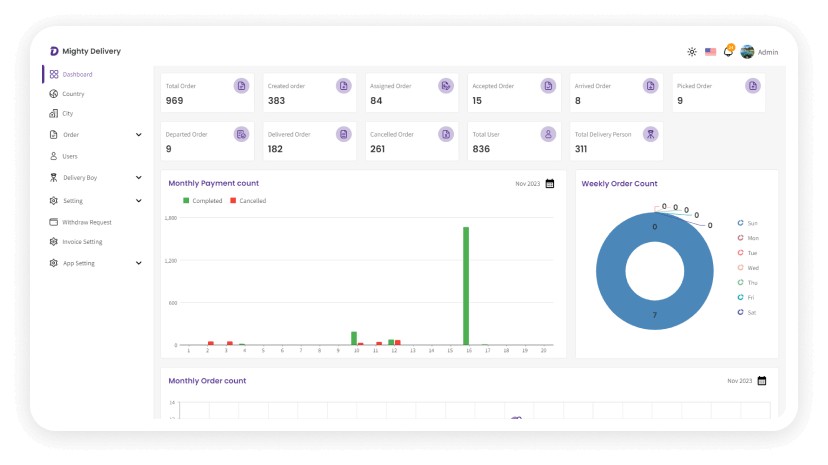 Mighty Delivery
Admin
Dashboard
Country
City
Order
Users
Delivery Boy
Setting
Withdraw Request
Invoice Setting
App Setting
Total Order
969
Created order
383
Assigned Order
84
Accepted Order
15
Arrived Order
8
Picked Order
9
Departed Order
9
Delivered Order
182
Cancelled Order
261
Total User
836
Total Delivery Person
311
Monthly Payment count
Nov 2023
Completed Cancelled
1,800
1,200
600
0
1 2 3 4 5 6 7 8 9 10 11 12 13 14 15 16 17 18 19 20
Weekly Order Count
0 0 0 0 0
0
7
Sun
Mon
Tue
Wed
Thu
Fri
Sat
Monthly Order count
Nov 2023
14